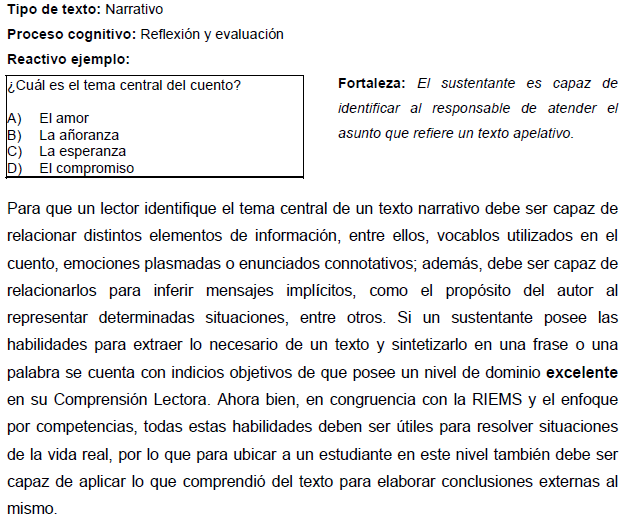 Tipo de texto: Narrativo
Proceso cognitivo: Reflexión y evaluación
Reactivo ejemplo:
¿Cuál es el tema central del cuento?
A) El amor
B) La añoranza
C) La esperanza
D) El compromiso
Fortaleza: El sustentante es capaz de
identificar al responsable de atender el
asunto que refiere un texto apelativo.
Para que un lector identifique el tema central de un texto narrativo debe ser capaz de
relacionar distintos elementos de información, entre ellos, vocablos utilizados en el
cuento, emociones plasmadas o enunciados connotativos; además, debe ser capaz de
relacionarlos para inferir mensajes implícitos, como el propósito del autor al
representar determinadas situaciones, entre otros. Si un sustentante posee las
habilidades para extraer lo necesario de un texto y sintetizarlo en una frase o una
palabra se cuenta con indicios objetivos de que posee un nivel de dominio excelente
en su Comprensión Lectora. Ahora bien, en congruencia con la RIEMS y el enfoque
por competencias, todas estas habilidades deben ser útiles para resolver situaciones
de la vida real, por lo que para ubicar a un estudiante en este nivel también debe ser
capaz de aplicar lo que comprendió del texto para elaborar conclusiones externas al
mismo.